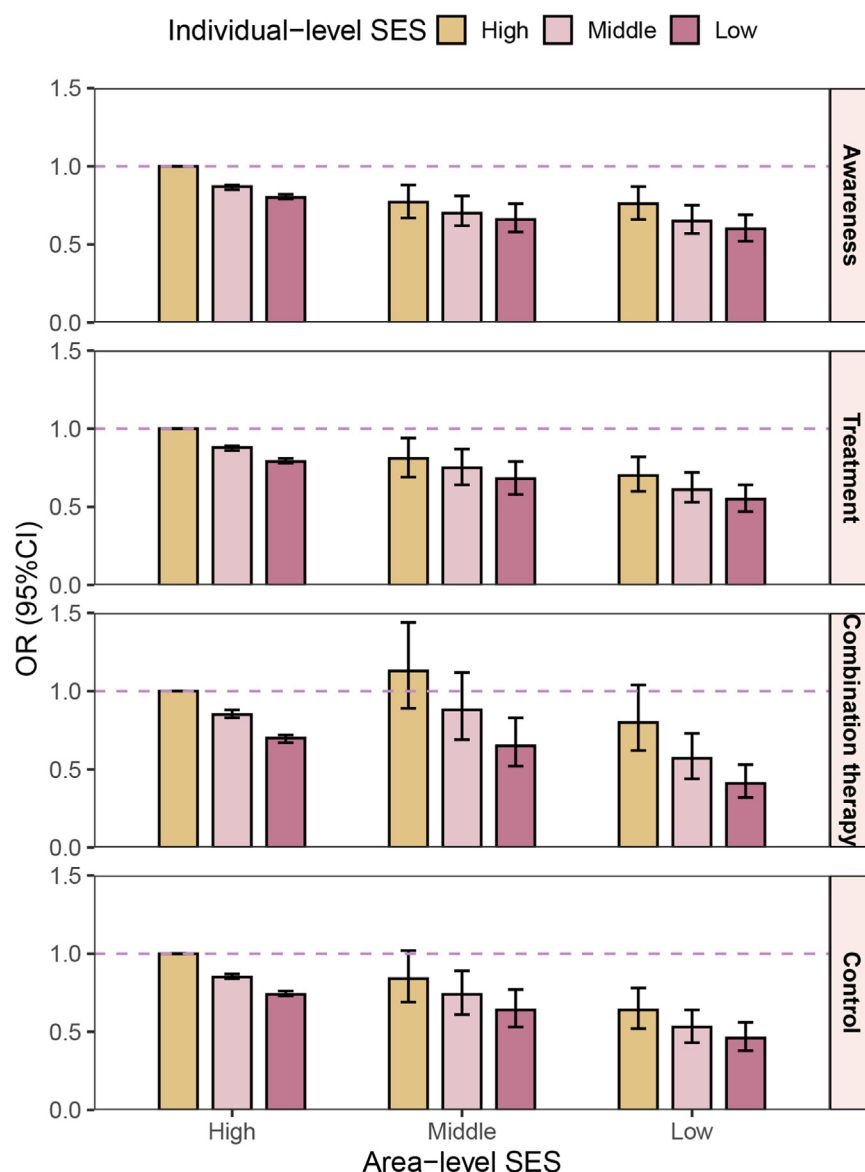 Individual−level SES High Middle Low
OR (95%CI)
1.5
1.0
0.5
0.0
Awareness
1.5
1.0
0.5
0.0
Treatment
1.5
1.0
0.5
0.0
Combination therapy
1.5
1.0
0.5
0.0
Control
High Middle Low
Area−level SES